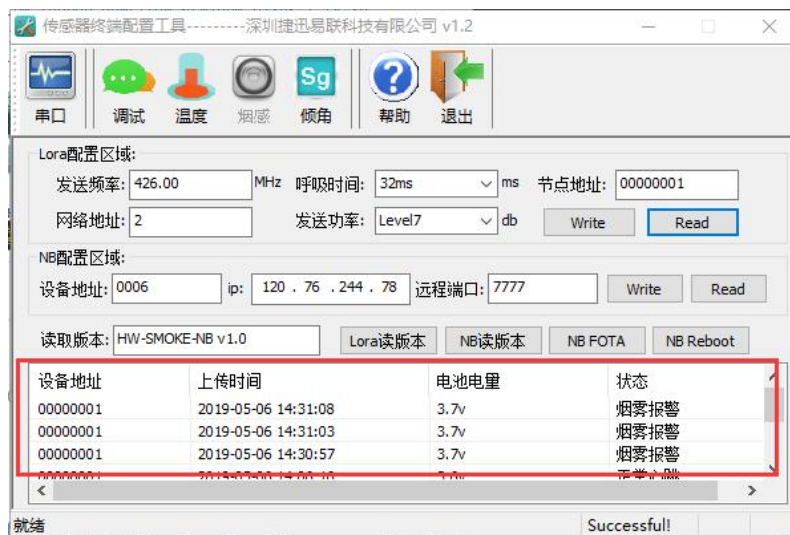 传感器终端配置工具---------深圳捷迅易联科技有限公司 v1.2
Sg
串口 调试 温度 烟感 倾角 帮助 退出
Lora配置区域:
发送频率: 426.00 MHz 呼吸时间: 32ms ms 节点地址: 00000001
网络地址: 2 发送功率: Level7 db Write Read
NB配置区域:
设备地址: 0006 ip: 120 . 76 . 244 . 78 远程端口: 7777 Write Read
读取版本: HW-SMOKE-NB v1.0 Lora读版本 NB读版本 NB FOTA NB Reboot
设备地址 上传时间 电池电量 状态
00000001 2019-05-06 14:31:08 3.7v 烟雾报警
00000001 2019-05-06 14:31:03 3.7v 烟雾报警
00000001 2019-05-06 14:30:57 3.7v 烟雾报警
就绪 Successful!